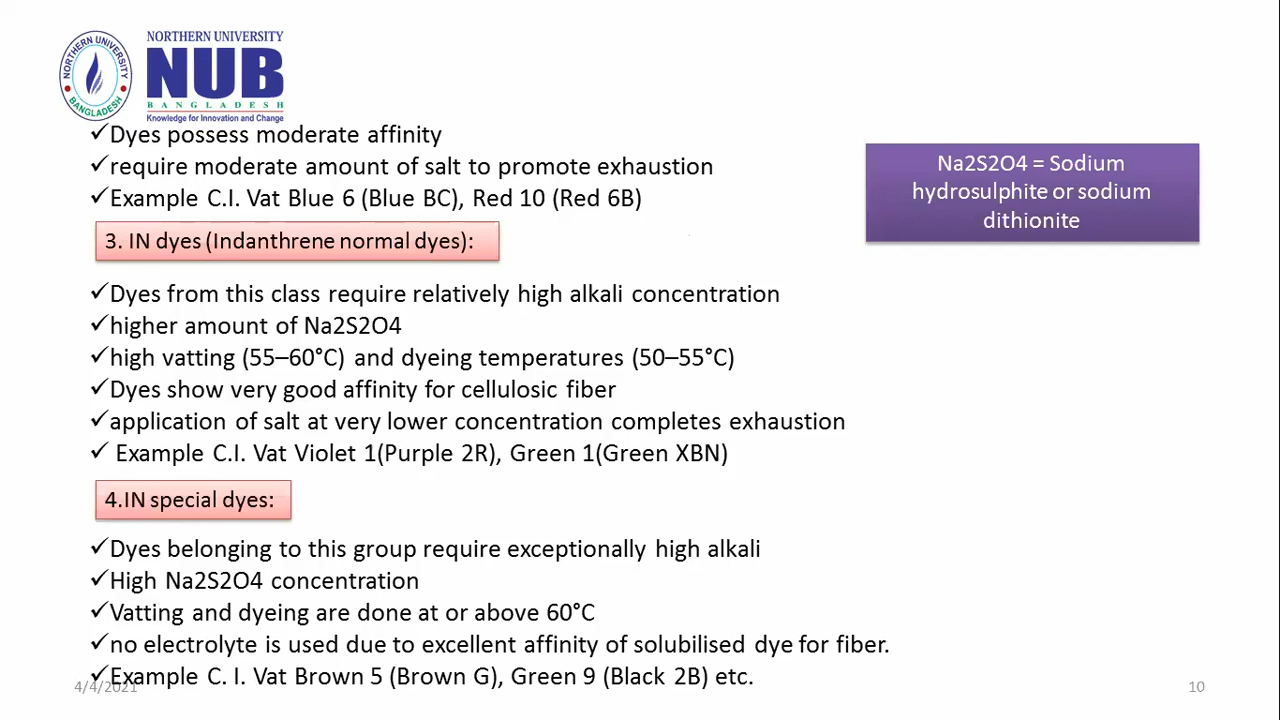 NORTHERN UNIVERSITY
BANGLADESH
NORTHERN UNIVERSITY
NUB
BANGLADESH
Knowledge for Innovation and Change
✓Dyes possess moderate affinity
✓require moderate amount of salt to promote exhaustion
✓Example C.I. Vat Blue 6 (Blue BC), Red 10 (Red 6B)
Na2S2O4 = Sodium
hydrosulphite or sodium
dithionite
3. IN dyes (Indanthrene normal dyes):
✓Dyes from this class require relatively high alkali concentration
✓higher amount of Na2S2O4
✓high vatting (55–60°C) and dyeing temperatures (50–55°C)
✓Dyes show very good affinity for cellulosic fiber
✓application of salt at very lower concentration completes exhaustion
✓ Example C.I. Vat Violet 1(Purple 2R), Green 1(Green XBN)
4.IN special dyes:
✓Dyes belonging to this group require exceptionally high alkali
✓High Na2S2O4 concentration
✓Vatting and dyeing are done at or above 60°C
✓no electrolyte is used due to excellent affinity of solubilised dye for fiber.
✓Example C. I. Vat Brown 5 (Brown G), Green 9 (Black 2B) etc.
4/4/2021
10